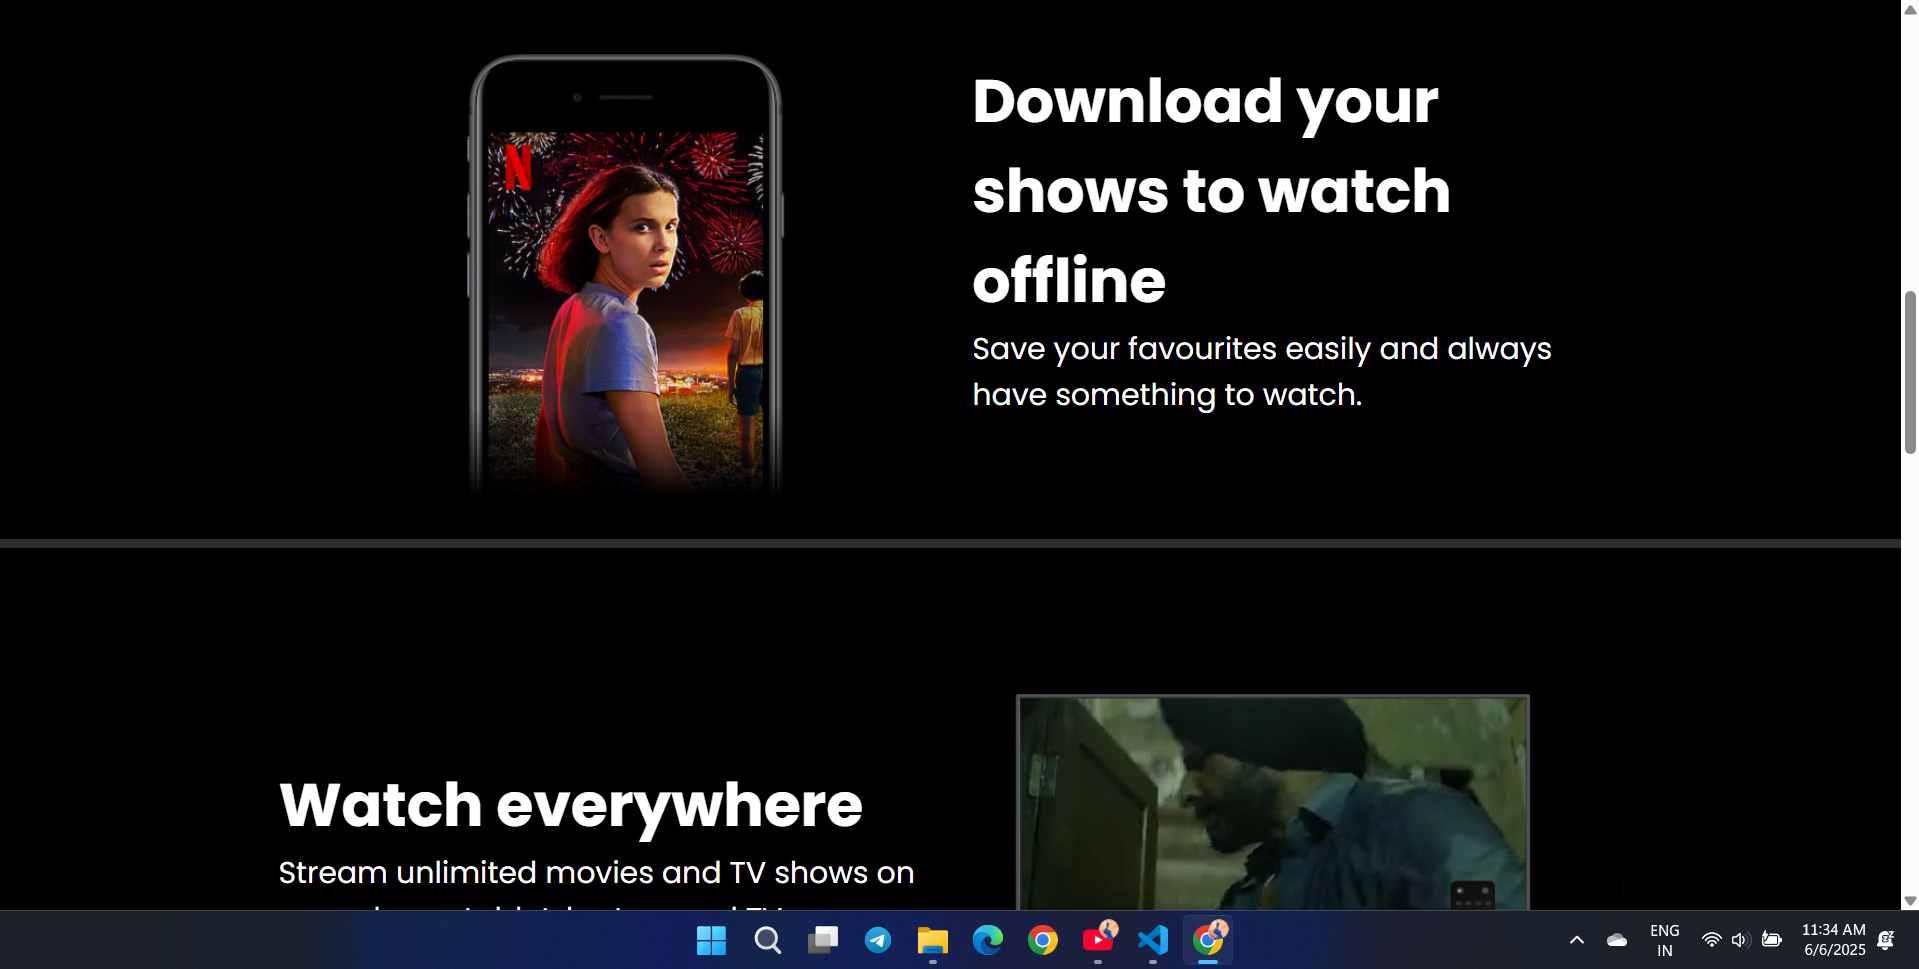 N
Download your
shows to watch
offline
Save your favourites easily and always
have something to watch.
Watch everywhere
Stream unlimited movies and TV shows on
ENG
IN
11:34 AM
6/6/2025